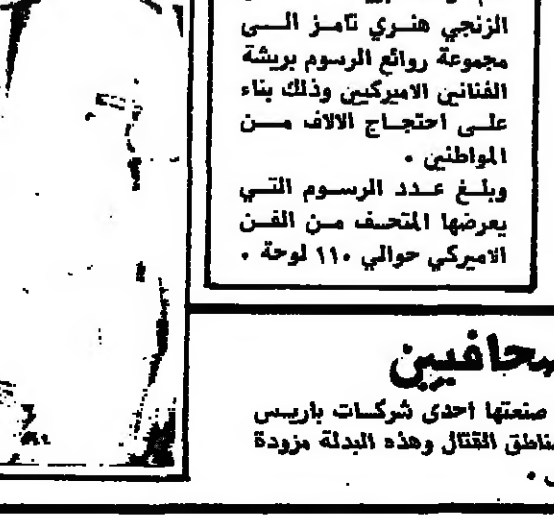 الزنجي هنري تامز الى
مجموعة روائع الرسوم بريشة
الفنانين الاميركيين وذلك بناء
على احتجاج الالاف من
المواطنين .
وبلغ عدد الرسوم التي
يعرضها المتحف من الفن
الاميركي حوالي ١١٠ لوحة .
صحافيين
صنعتها احدى شركات باريس
مناطق القتال وهذه البدلة مزودة